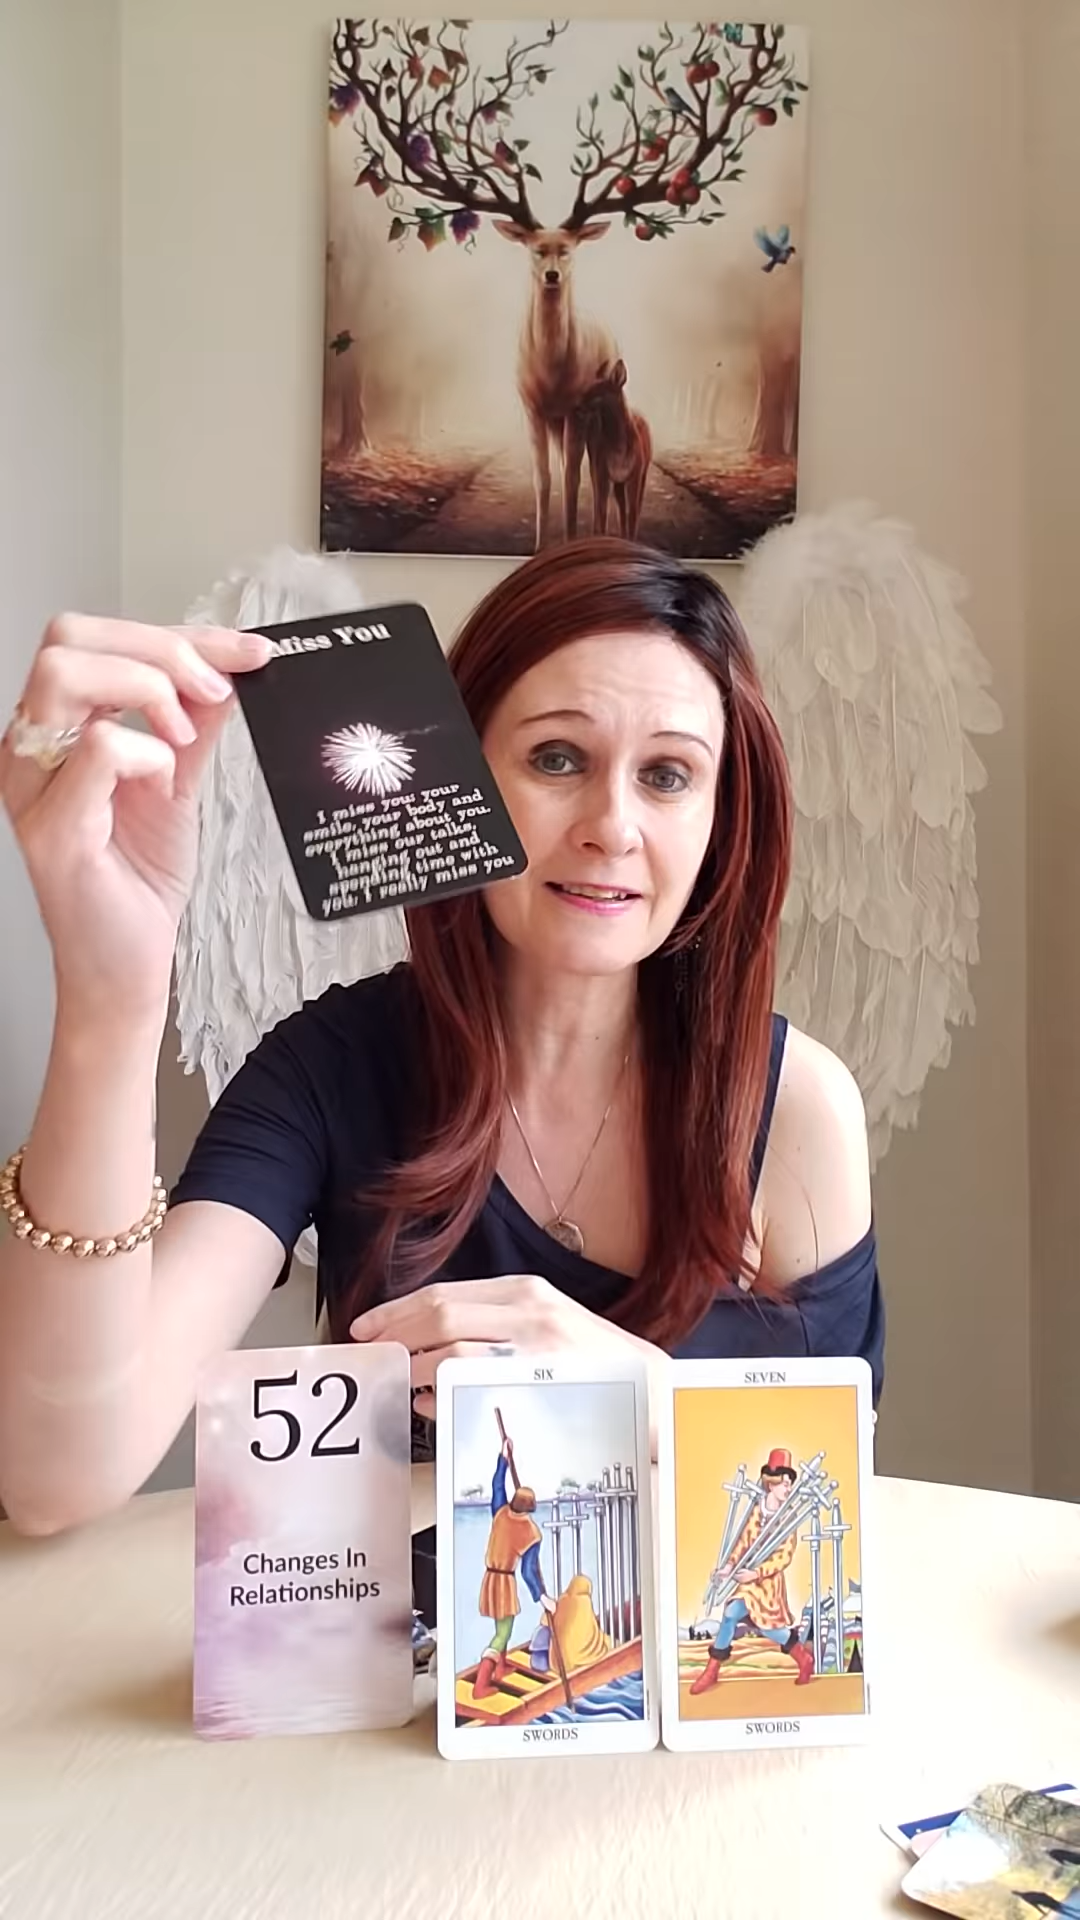 Miss You
I miss you: your
smile, your body and
everything about you.
I miss our talks,
hanging out and
spending time with
you. I really miss you
52
Changes In
Relationships
SIX
SWORDS
SEVEN
SWORDS